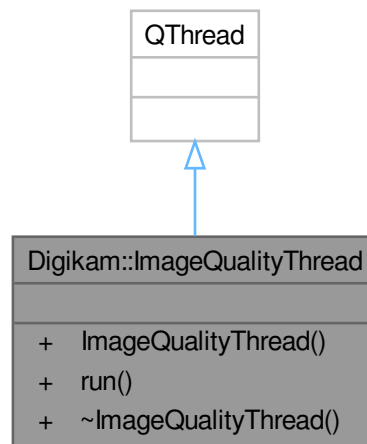 QThread
Digikam::ImageQualityThread
+ ImageQualityThread()
+ run()
+ ~ImageQualityThread()